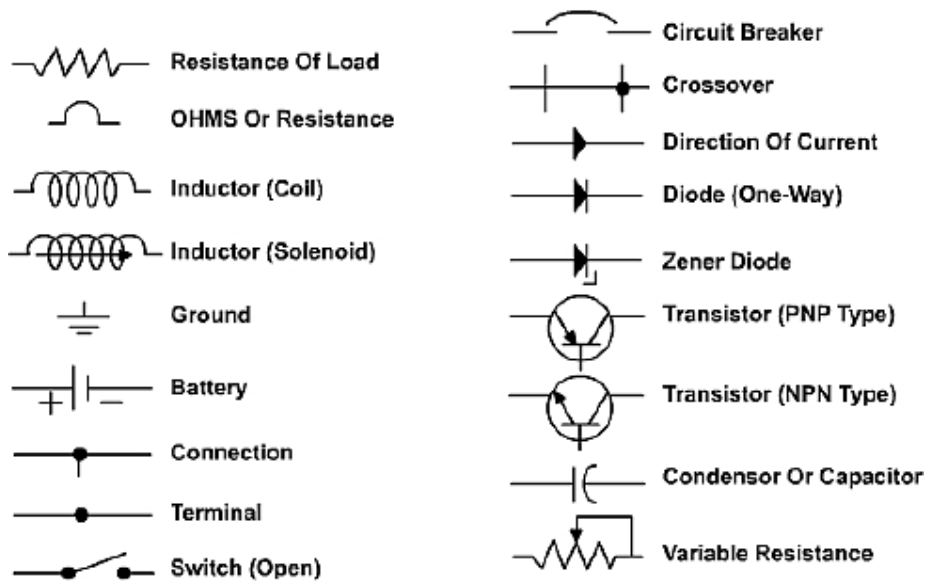 Resistance Of Load
OHMS Or Resistance
Inductor (Coil)
Inductor (Solenoid)
Ground
Battery
+ −
Connection
Terminal
Switch (Open)
Circuit Breaker
Crossover
Direction Of Current
Diode (One-Way)
Zener Diode
Transistor (PNP Type)
Transistor (NPN Type)
Condensor Or Capacitor
Variable Resistance